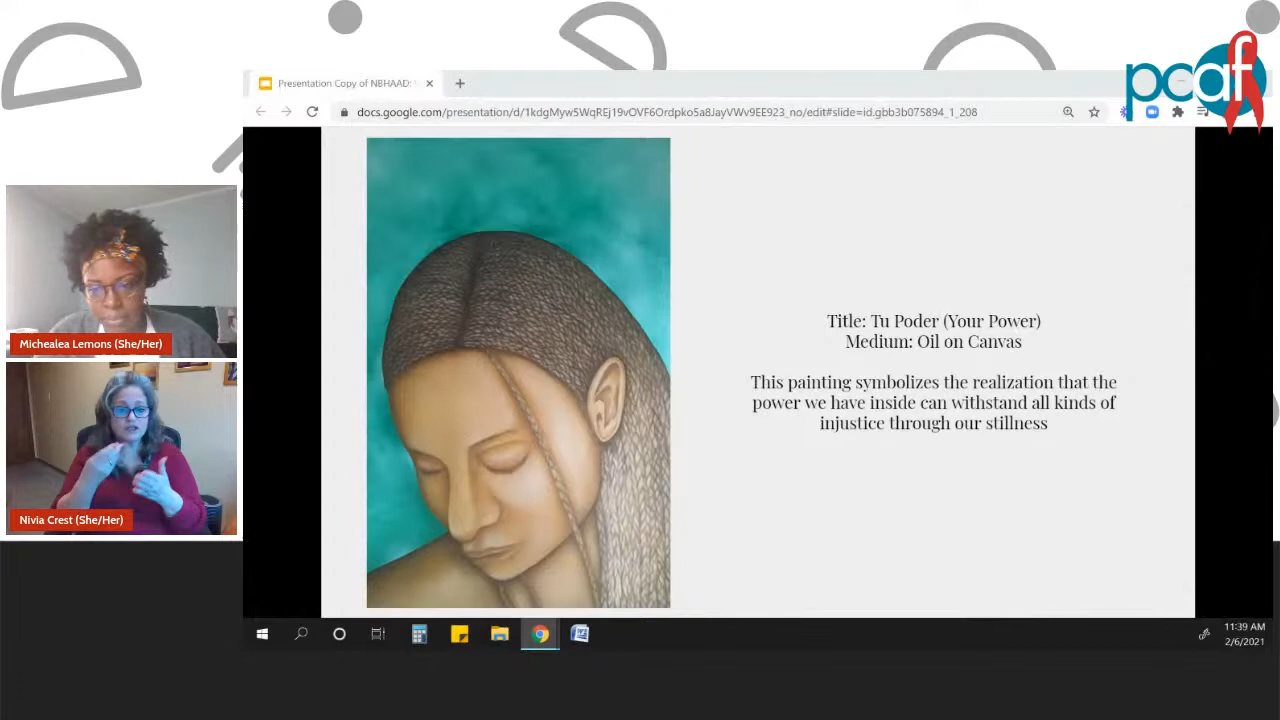 pcaf
Presentation Copy of NBHAAD:
docs.google.com/presentation/d/1kdgMyw5WqREj19vOVF6Ordpko5a8JayVWv9EE923_no/edit#slide=id.gbb3b075894_1_208
Michealea Lemons (She/Her)
Nivia Crest (She/Her)
Title: Tu Poder (Your Power)
Medium: Oil on Canvas
This painting symbolizes the realization that the
power we have inside can withstand all kinds of
injustice through our stillness
11:39 AM
2/6/2021